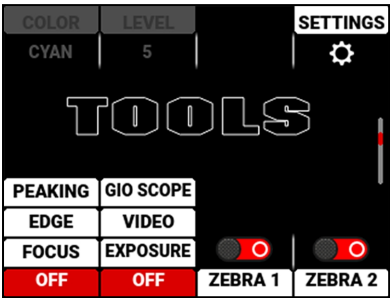 COLOR LEVEL SETTINGS
CYAN 5
TOOLS
PEAKING GIO SCOPE
EDGE VIDEO
FOCUS EXPOSURE
OFF OFF ZEBRA 1 ZEBRA 2